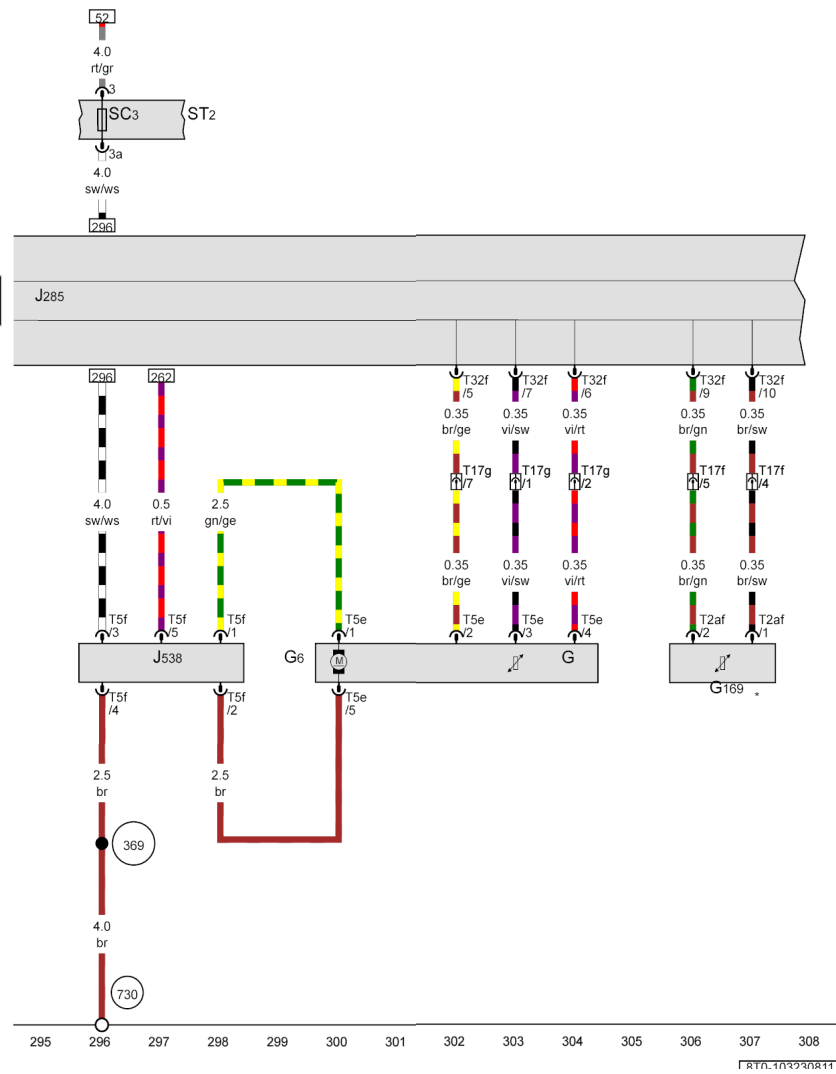 52
4.0
rt/gr
3
SC3
ST2
3a
4.0
sw/ws
296
J285
296
262
T32f
/5
T32f
/7
T32f
/6
T32f
/9
T32f
/10
0.35
br/ge
0.35
vi/sw
0.35
vi/rt
0.35
br/gn
0.35
br/sw
T17g
/7
T17g
/1
T17g
/2
T17f
/5
T17f
/4
4.0
sw/ws
0.5
rt/vi
2.5
gn/ge
0.35
br/ge
0.35
vi/sw
0.35
vi/rt
0.35
br/gn
0.35
br/sw
T5f
/3
T5f
/5
T5f
/1
T5e
/1
T5e
/2
T5e
/3
T5e
/4
T2af
/2
T2af
/1
J538
G6
M
G
G169 *
T5f
/4
T5f
/2
T5e
/5
2.5
br
2.5
br
369
4.0
br
730
295 296 297 298 299 300 301 302 303 304 305 306 307 308
8T0-103230811